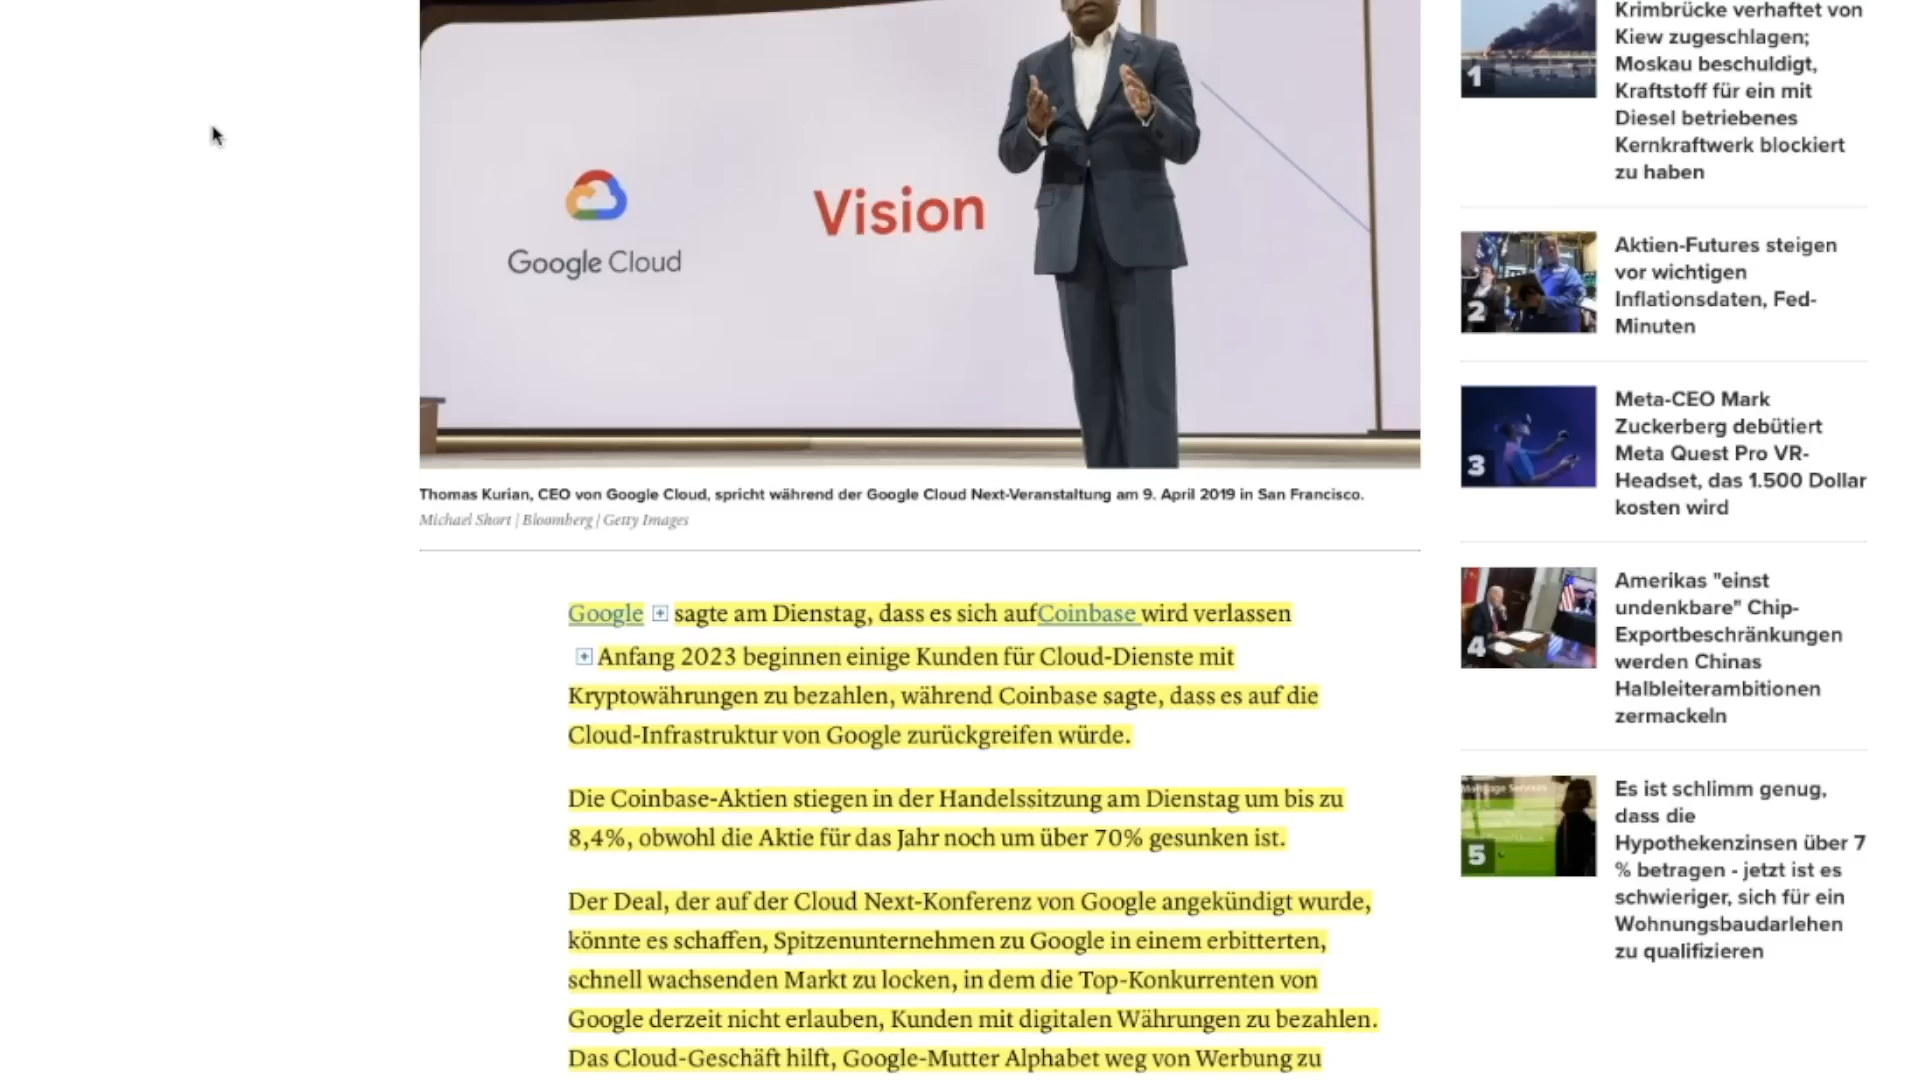 Google Cloud
Vision
Thomas Kurian, CEO von Google Cloud, spricht während der Google Cloud Next-Veranstaltung am 9. April 2019 in San Francisco.
Michael Short | Bloomberg | Getty Images
Google sagte am Dienstag, dass es sich aufCoinbase wird verlassen
Anfang 2023 beginnen einige Kunden für Cloud-Dienste mit
Kryptowährungen zu bezahlen, während Coinbase sagte, dass es auf die
Cloud-Infrastruktur von Google zurückgreifen würde.
Die Coinbase-Aktien stiegen in der Handelssitzung am Dienstag um bis zu
8,4%, obwohl die Aktie für das Jahr noch um über 70% gesunken ist.
Der Deal, der auf der Cloud Next-Konferenz von Google angekündigt wurde,
könnte es schaffen, Spitzenunternehmen zu Google in einem erbitterten,
schnell wachsenden Markt zu locken, in dem die Top-Konkurrenten von
Google derzeit nicht erlauben, Kunden mit digitalen Währungen zu bezahlen.
Das Cloud-Geschäft hilft, Google-Mutter Alphabet weg von Werbung zu
1
Krimbrücke verhaftet von
Kiew zugeschlagen;
Moskau beschuldigt,
Kraftstoff für ein mit
Diesel betriebenes
Kernkraftwerk blockiert
zu haben
2
Aktien-Futures steigen
vor wichtigen
Inflationsdaten, Fed-
Minuten
3
Meta-CEO Mark
Zuckerberg debütiert
Meta Quest Pro VR-
Headset, das 1.500 Dollar
kosten wird
4
Amerikas "einst
undenkbare" Chip-
Exportbeschränkungen
werden Chinas
Halbleiterambitionen
zermackeln
5
Es ist schlimm genug,
dass die
Hypothekenzinsen über 7
% betragen - jetzt ist es
schwieriger, sich für ein
Wohnungsbaudarlehen
zu qualifizieren